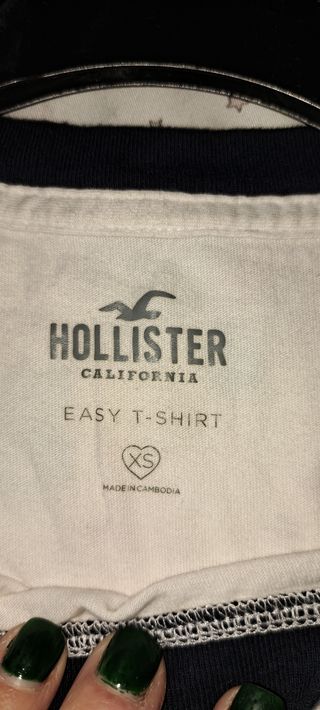 HOLLISTER
CALIFORNIA
EASY T-SHIRT
XS
MADE IN CAMBODIA